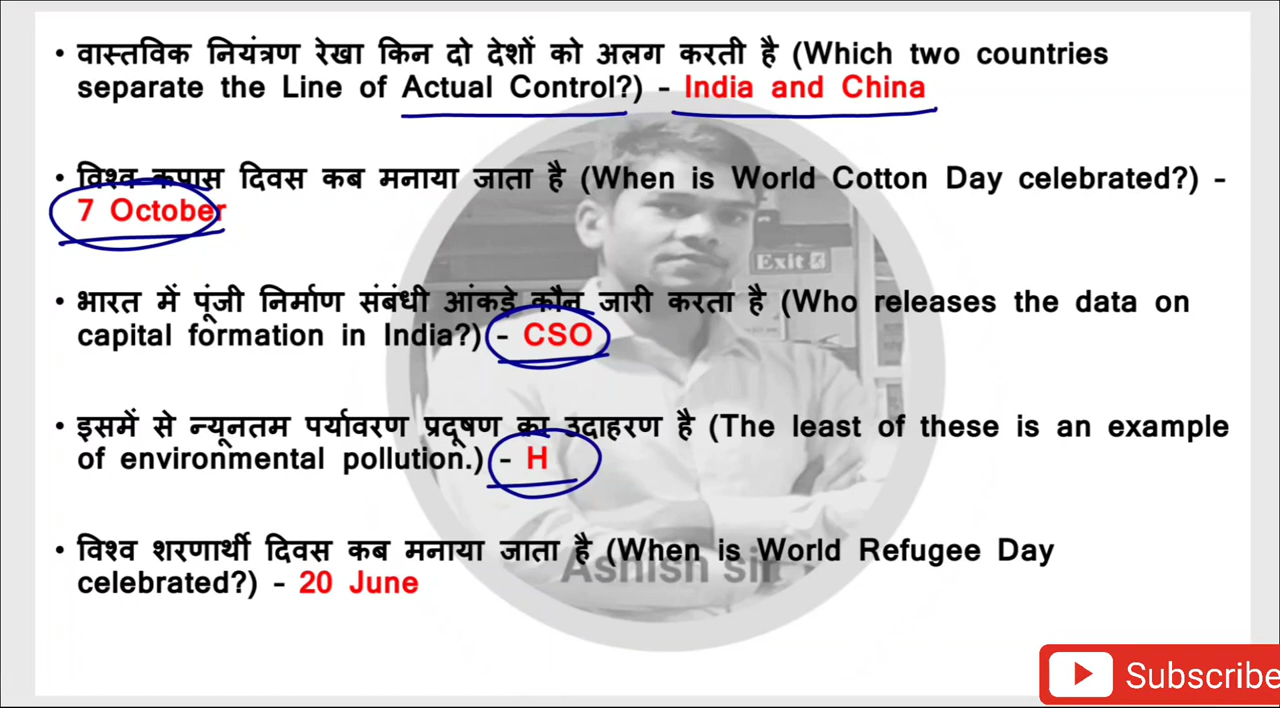 • वास्तविक नियंत्रण रेखा किन दो देशों को अलग करती है (Which two countries
separate the Line of Actual Control?) - India and China
• विश्व कपास दिवस कब मनाया जाता है (When is World Cotton Day celebrated?) -
7 October
• भारत में पूंजी निर्माण संबंधी आंकड़े कौन जारी करता है (Who releases the data on
capital formation in India?) - CSO
• इसमें से न्यूनतम पर्यावरण प्रदूषण का उदाहरण है (The least of these is an example
of environmental pollution.) - H
• विश्व शरणार्थी दिवस कब मनाया जाता है (When is World Refugee Day
celebrated?) - 20 June
Exit
Ashish sir
Subscribe